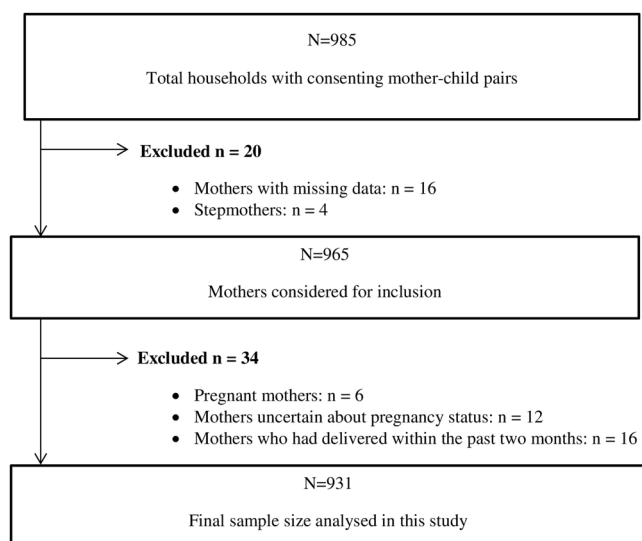 N=985
Total households with consenting mother-child pairs
Excluded n = 20
• Mothers with missing data: n = 16
• Stepmothers: n = 4
N=965
Mothers considered for inclusion
Excluded n = 34
• Pregnant mothers: n = 6
• Mothers uncertain about pregnancy status: n = 12
• Mothers who had delivered within the past two months: n = 16
N=931
Final sample size analysed in this study